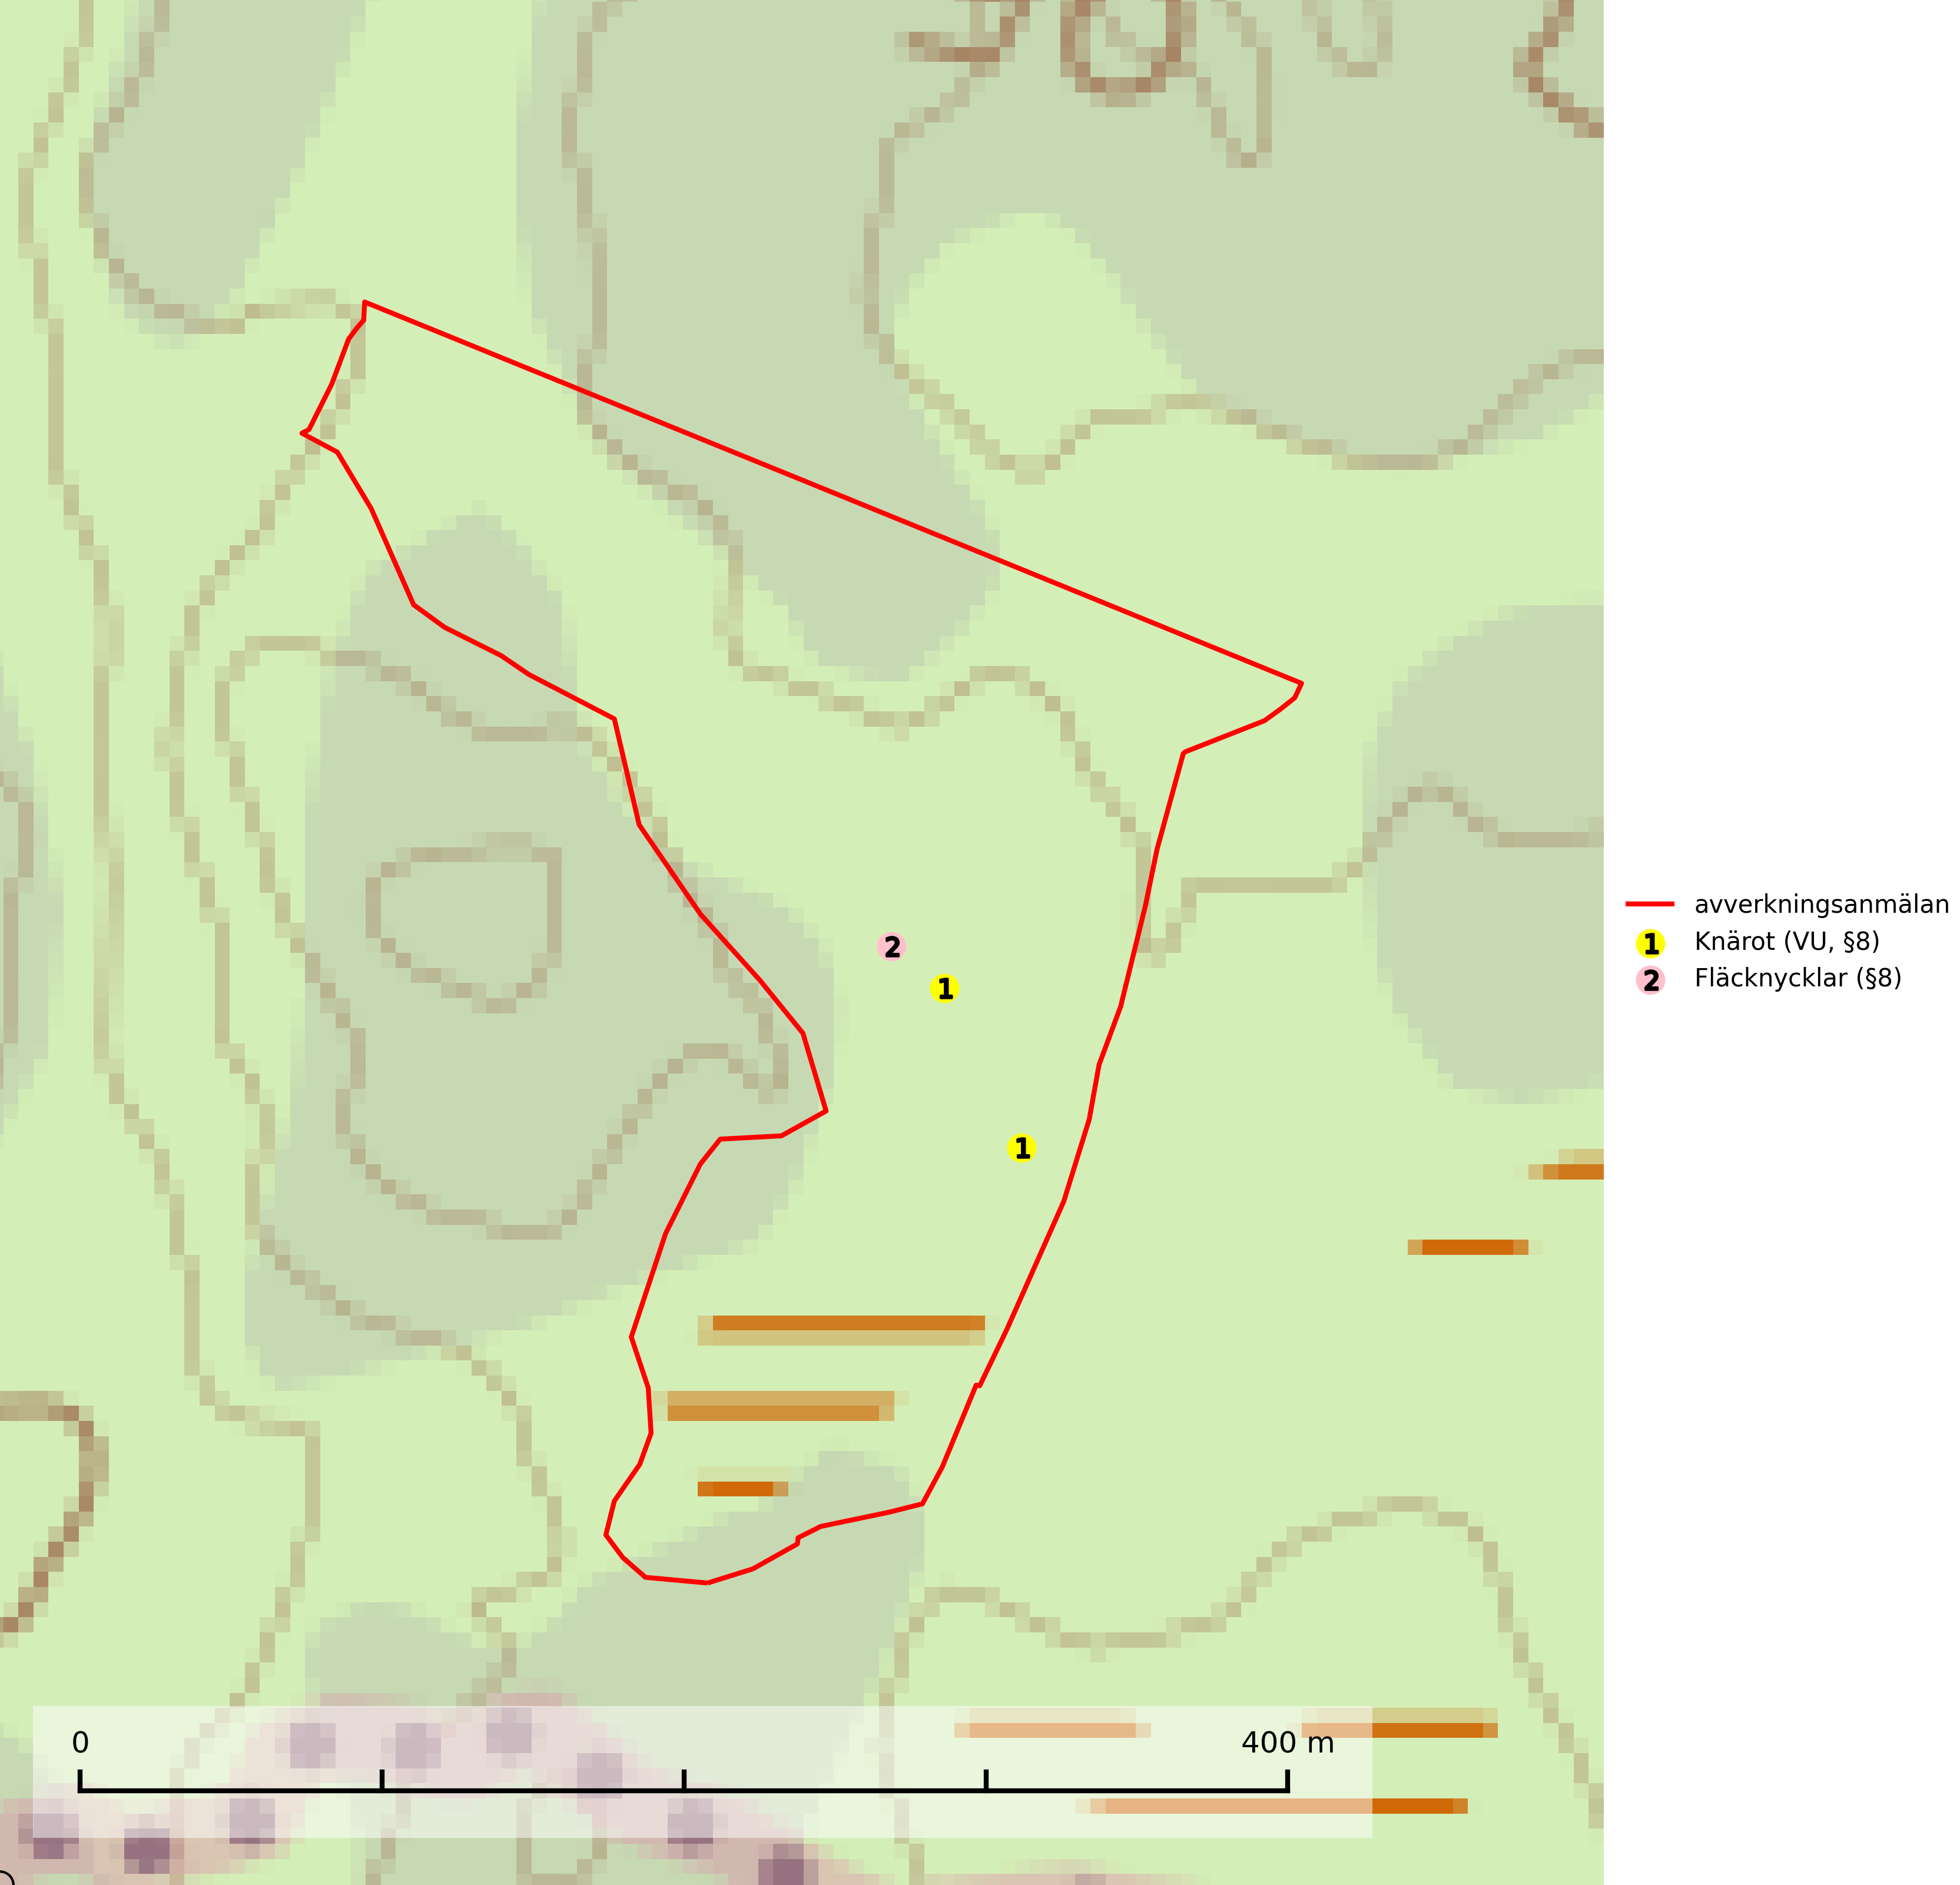 avverkningsanmälan
2
1 Knärot (VU, §8)
2 Fläcknycklar (§8)
1
1
0 400 m